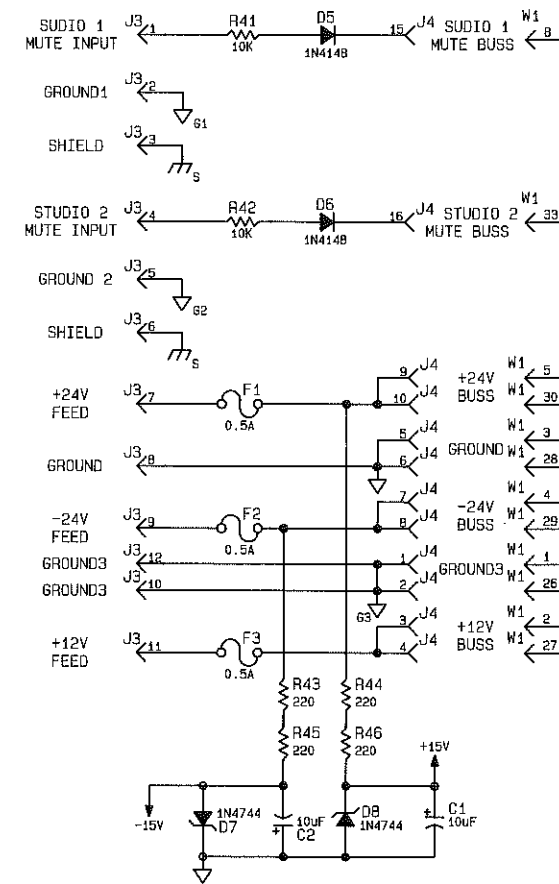 SUDIO 1 J3 1 R41 D5 15 J4 SUDIO 1 W1 8
MUTE INPUT 10K 1N4148 MUTE BUSS
GROUND1 J3 2
G1
SHIELD J3 3
S
STUDIO 2 J3 4 R42 D6 16 J4 STUDIO 2 W1 33
MUTE INPUT 10K 1N4148 MUTE BUSS
GROUND 2 J3 5
G2
SHIELD J3 6
S
9 J4 W1 5
+24V J3 7 F1 10 J4 +24V W1 30
FEED 0.5A BUSS
5 J4 W1 3
GROUND J3 8 6 J4 GROUND W1 28
7 J4 W1 4
-24V J3 9 F2 8 J4 -24V W1 29
FEED 0.5A BUSS
GROUND3 J3 12 1 J4 GROUND3 W1 1
GROUND3 J3 10 2 J4 W1 26
G3
3 J4 W1 2
+12V J3 11 F3 4 J4 +12V W1 27
FEED 0.5A BUSS
R43 R44
220 220
R45 R46
220 220
+15V
-15V 1N4744 10uF D8 C1
D7 + C2 1N4744 + 10uF